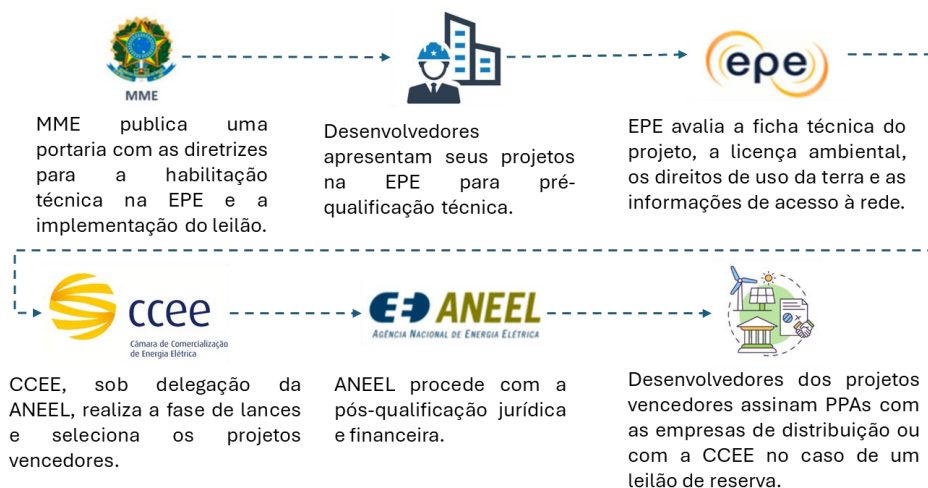 MME
MME publica uma
portaria com as diretrizes
para a habilitação
técnica na EPE e a
implementação do leilão.
Desenvolvedores
apresentam seus projetos
na EPE para pré-
qualificação técnica.
epe
EPE avalia a ficha técnica do
projeto, a licença ambiental,
os direitos de uso da terra e as
informações de acesso à rede.
ccee
Câmara de Comercialização
de Energia Elétrica
CCEE, sob delegação da
ANEEL, realiza a fase de lances
e seleciona os projetos
vencedores.
ANEEL
AGÊNCIA NACIONAL DE ENERGIA ELÉTRICA
ANEEL procede com a
pós-qualificação jurídica
e financeira.
Desenvolvedores dos projetos
vencedores assinam PPAs com
as empresas de distribuição ou
com a CCEE no caso de um
leilão de reserva.